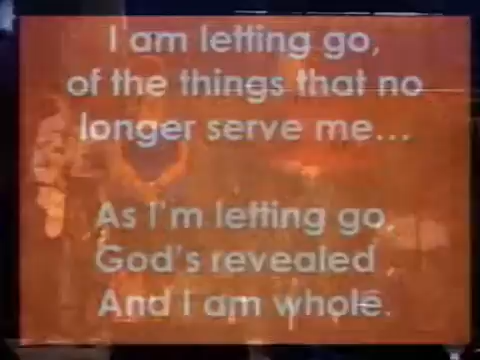 I am letting go,
of the things that no
longer serve me...
As I'm letting go,
God's revealed
And I am whole.